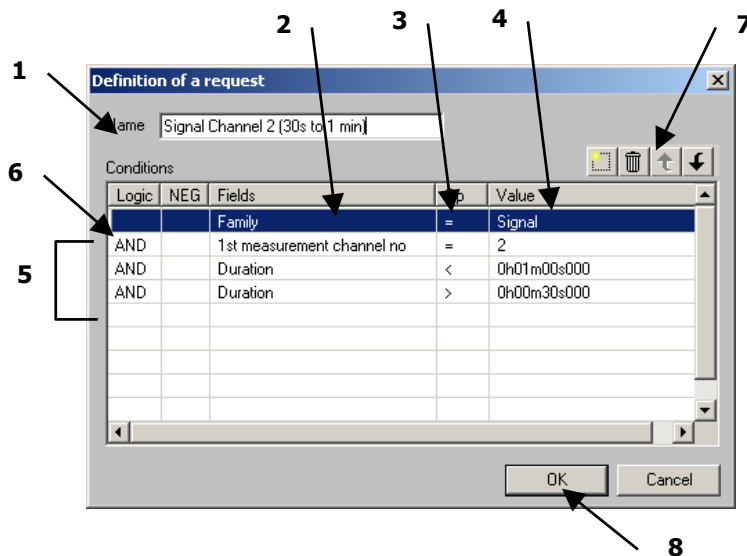 2 3 4 7
1
Definition of a request
Name Signal Channel 2 (30s to 1 min)
Conditions
6
Logic NEG Fields Op Value
Family = Signal
AND 1st measurement channel no = 2
5
AND Duration < 0h01m00s000
AND Duration > 0h00m30s000
OK Cancel
8